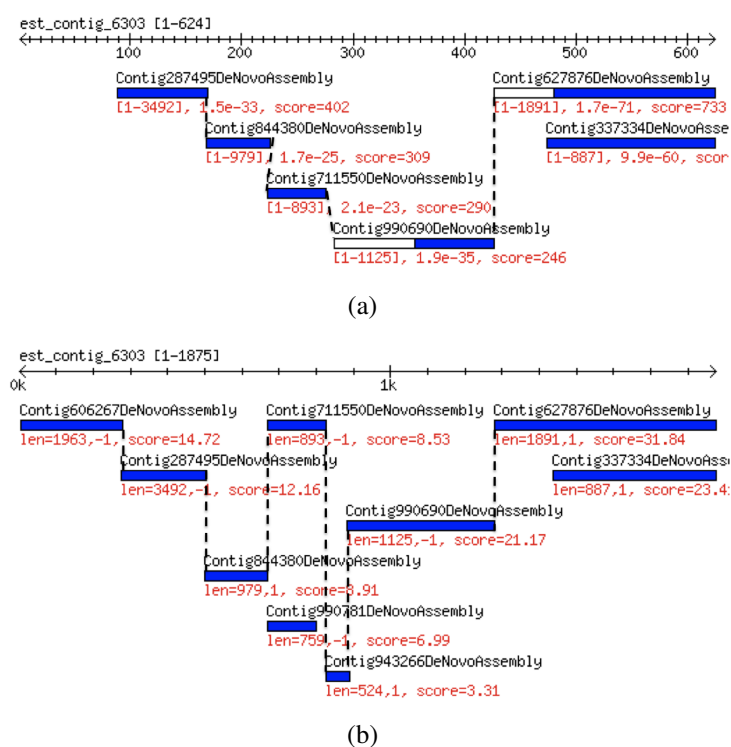 est_contig_6303 [1-624]
100 200 300 400 500 600
Contig287495DeNovoAssembly Contig627876DeNovoAssembly
[1-3492], 1.5e-33, score=402 [1-1891], 1.7e-71, score=733
Contig844380DeNovoAssembly Contig337334DeNovoAsse
[1-979], 1.7e-25, score=309 [1-887], 9.9e-60, scor
Contig711550DeNovoAssembly
[1-893], 2.1e-23, score=290
Contig990690DeNovoAssembly
[1-1125], 1.9e-35, score=246
(a)
est_contig_6303 [1-1875]
0k 1k
Contig606267DeNovoAssembly Contig711550DeNovoAssembly Contig627876DeNovoAssembly
len=1963,-1, score=14.72 len=893,-1, score=8.53 len=1891,1, score=31.84
Contig287495DeNovoAssembly Contig337334DeNovoAss
len=3492,-1, score=12.16 len=887,1, score=23.4
Contig990690DeNovoAssembly
len=1125,-1, score=21.17
Contig844380DeNovoAssembly
len=979,1, score=8.91
Contig990781DeNovoAssembly
len=759,-1, score=6.99
Contig943266DeNovoAssembly
len=524,1, score=3.31
(b)